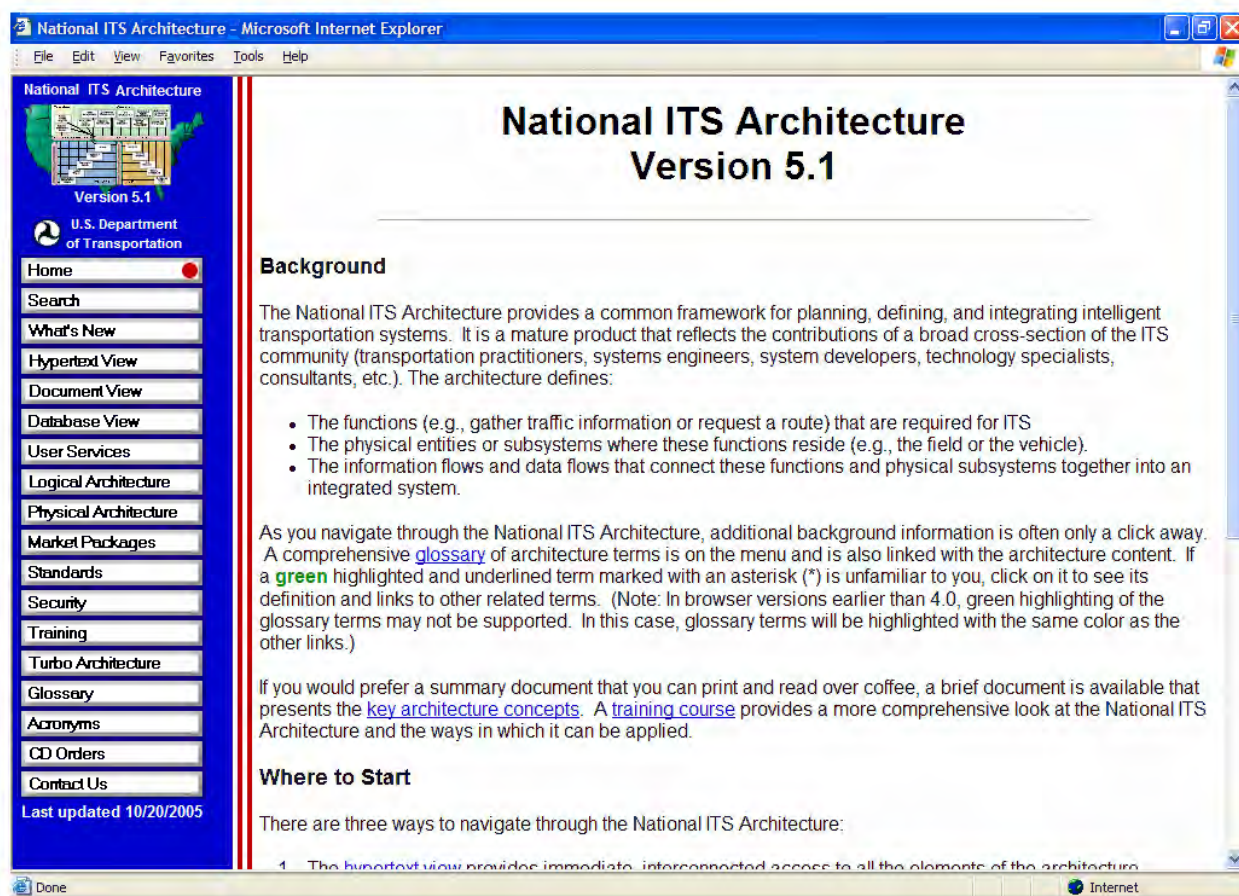 National ITS Architecture - Microsoft Internet Explorer
File Edit View Favorites Tools Help
National ITS Architecture
Version 5.1
U.S. Department
of Transportation
Home
Search
What's New
Hypertext View
Document View
Database View
User Services
Logical Architecture
Physical Architecture
Market Packages
Standards
Security
Training
Turbo Architecture
Glossary
Acronyms
CD Orders
Contact Us
Last updated 10/20/2005
National ITS Architecture
Version 5.1
Background
The National ITS Architecture provides a common framework for planning, defining, and integrating intelligent
transportation systems. It is a mature product that reflects the contributions of a broad cross-section of the ITS
community (transportation practitioners, systems engineers, system developers, technology specialists,
consultants, etc.). The architecture defines:
• The functions (e.g., gather traffic information or request a route) that are required for ITS
• The physical entities or subsystems where these functions reside (e.g., the field or the vehicle).
• The information flows and data flows that connect these functions and physical subsystems together into an
integrated system.
As you navigate through the National ITS Architecture, additional background information is often only a click away.
A comprehensive glossary of architecture terms is on the menu and is also linked with the architecture content. If
a green highlighted and underlined term marked with an asterisk (*) is unfamiliar to you, click on it to see its
definition and links to other related terms. (Note: In browser versions earlier than 4.0, green highlighting of the
glossary terms may not be supported. In this case, glossary terms will be highlighted with the same color as the
other links.)
If you would prefer a summary document that you can print and read over coffee, a brief document is available that
presents the key architecture concepts. A training course provides a more comprehensive look at the National ITS
Architecture and the ways in which it can be applied.
Where to Start
There are three ways to navigate through the National ITS Architecture:
1. The hypertext view provides immediate, interconnected access to all the elements of the architecture
Done
Internet